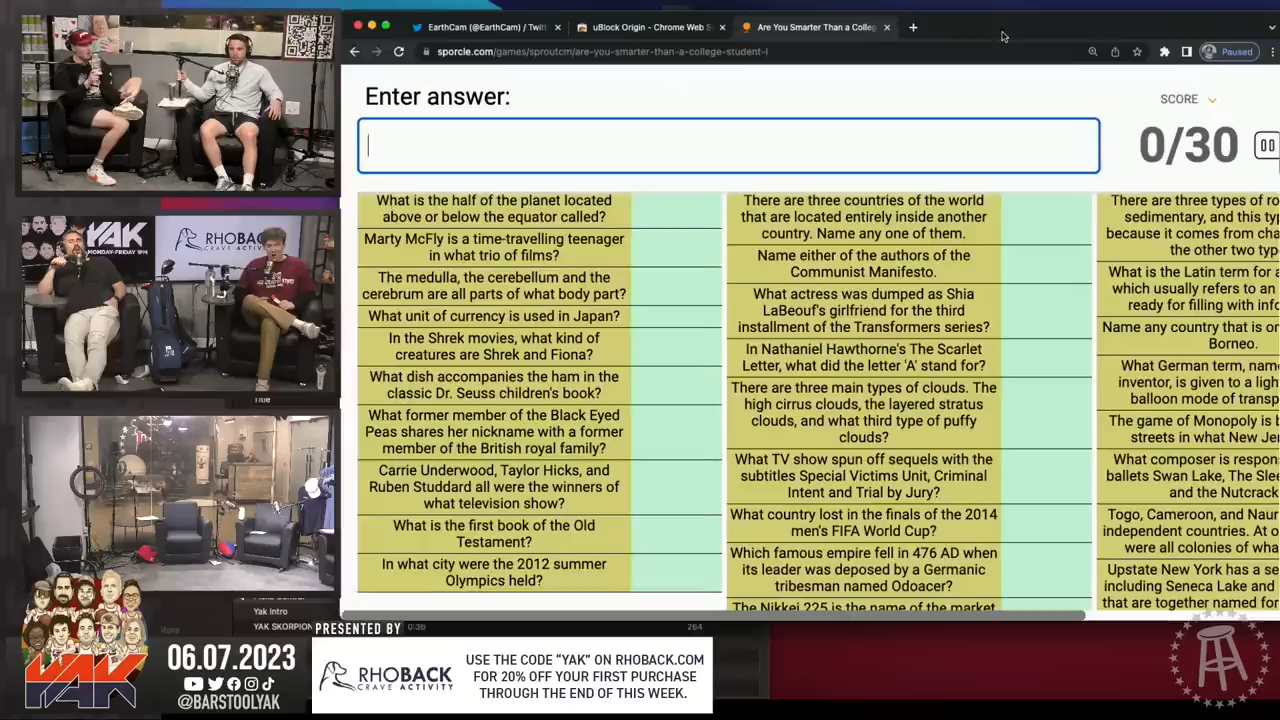 EarthCam (@EarthCam) / Twitt
uBlock Origin - Chrome Web S
Are You Smarter Than a Colleg
sporcle.com/games/sproutcm/are-you-smarter-than-a-college-student-i
Paused
Enter answer:
SCORE
0/30
What is the half of the planet located
above or below the equator called?
Marty McFly is a time-travelling teenager
in what trio of films?
The medulla, the cerebellum and the
cerebrum are all parts of what body part?
What unit of currency is used in Japan?
In the Shrek movies, what kind of
creatures are Shrek and Fiona?
What dish accompanies the ham in the
classic Dr. Seuss children's book?
What former member of the Black Eyed
Peas shares her nickname with a former
member of the British royal family?
Carrie Underwood, Taylor Hicks, and
Ruben Studdard all were the winners of
what television show?
What is the first book of the Old
Testament?
In what city were the 2012 summer
Olympics held?
There are three countries of the world
that are located entirely inside another
country. Name any one of them.
Name either of the authors of the
Communist Manifesto.
What actress was dumped as Shia
LaBeouf's girlfriend for the third
installment of the Transformers series?
In Nathaniel Hawthorne's The Scarlet
Letter, what did the letter 'A' stand for?
There are three main types of clouds. The
high cirrus clouds, the layered stratus
clouds, and what third type of puffy
clouds?
What TV show spun off sequels with the
subtitles Special Victims Unit, Criminal
Intent and Trial by Jury?
What country lost in the finals of the 2014
men's FIFA World Cup?
Which famous empire fell in 476 AD when
its leader was deposed by a Germanic
tribesman named Odoacer?
The Nikkei 225 is the name of the market
There are three types of ro
sedimentary, and this typ
because it comes from cha
the other two typ
What is the Latin term for a
which usually refers to an
ready for filling with info
Name any country that is on
Borneo.
What German term, name
inventor, is given to a light
balloon mode of transp
The game of Monopoly is b
streets in what New Jer
What composer is respon
ballets Swan Lake, The Slee
and the Nutcrack
Togo, Cameroon, and Naur
independent countries. At o
were all colonies of wha
Upstate New York has a se
including Seneca Lake and
that are together named for
YAK
MONDAY-FRIDAY 1PM
RHOBACK
CRAVE ACTIV
Title
Yak Intro
YAK SKORPION
0:36
264
YAK
06.07.2023
@BARSTOOLYAK
PRESENTED BY
RHOBACK
CRAVE ACTIVITY
USE THE CODE "YAK" ON RHOBACK.COM
FOR 20% OFF YOUR FIRST PURCHASE
THROUGH THE END OF THIS WEEK.